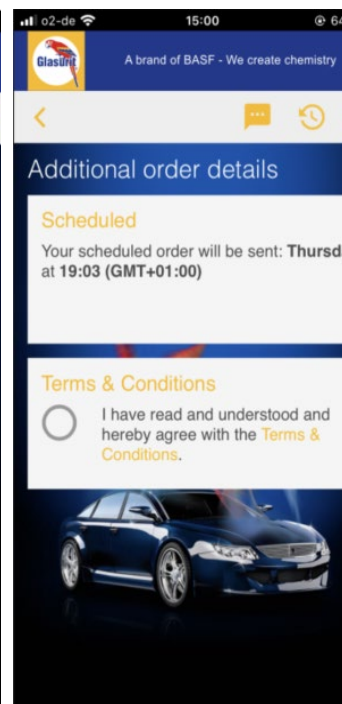 o2-de 15:00 64
Glasurit A brand of BASF - We create chemistry
Additional order details
Scheduled
Your scheduled order will be sent: Thursd
at 19:03 (GMT+01:00)
Terms & Conditions
I have read and understood and
hereby agree with the Terms &
Conditions.